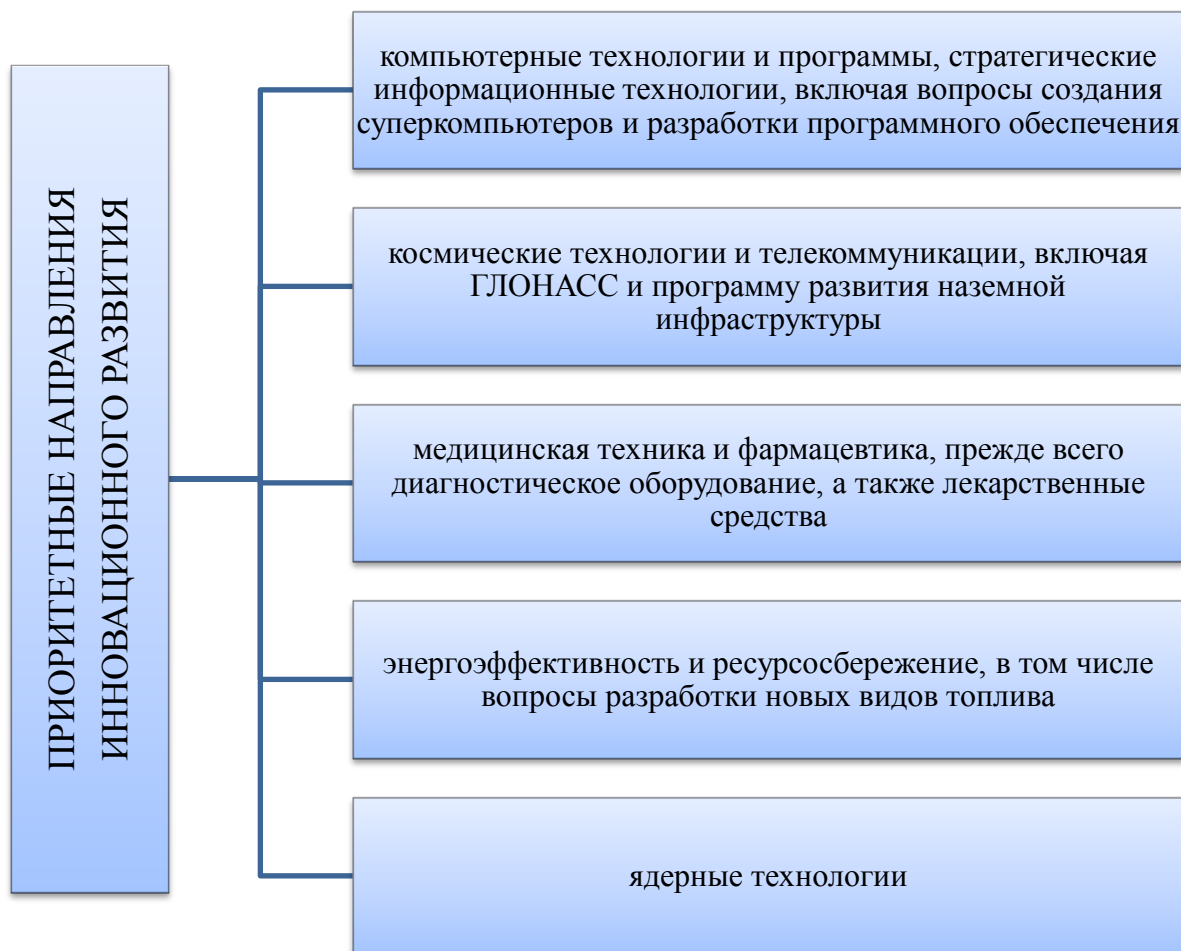 ПРИОРИТЕТНЫЕ НАПРАВЛЕНИЯ
ИННОВАЦИОННОГО РАЗВИТИЯ
компьютерные технологии и программы, стратегические
информационные технологии, включая вопросы создания
суперкомпьютеров и разработки программного обеспечения
космические технологии и телекоммуникации, включая
ГЛОНАСС и программу развития наземной
инфраструктуры
медицинская техника и фармацевтика, прежде всего
диагностическое оборудование, а также лекарственные
средства
энергоэффективность и ресурсосбережение, в том числе
вопросы разработки новых видов топлива
ядерные технологии